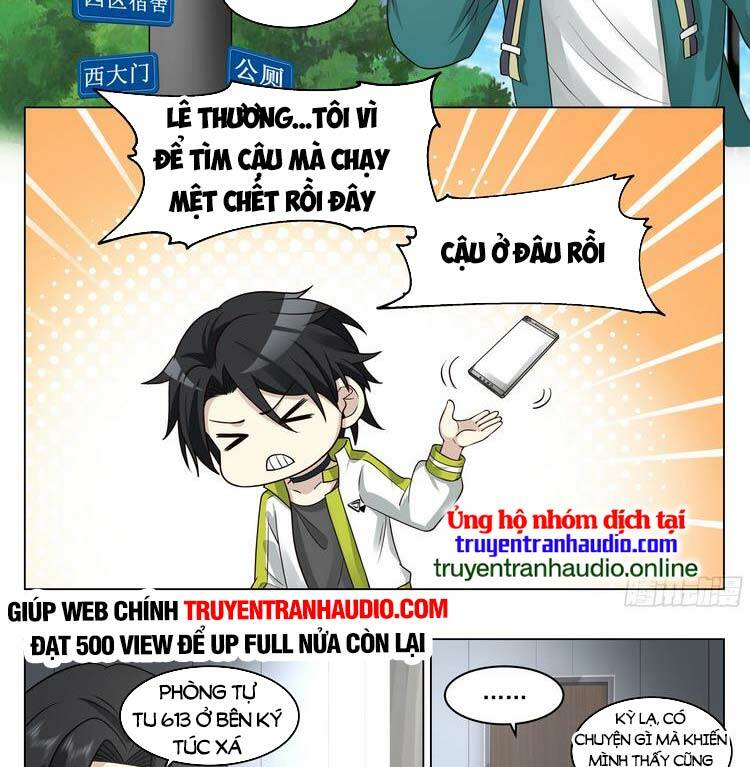 西区宿舍
西大门
公厕
LÊ THƯƠNG...TÔI VÌ
ĐỂ TÌM CẬU MÀ CHẠY
MỆT CHẾT RỒI ĐÂY
CẬU Ở ĐÂU RỒI
Ủng hộ nhóm dịch tại
truyentranhaudio.com
truyentranhaudio.online
GIÚP WEB CHÍNH TRUYENTRANHAUDIO.COM
ĐẠT 500 VIEW ĐỂ UP FULL NỬA CÒN LẠI
PHÒNG TỰ
TU 613 Ở BÊN KÝ
TÚC XÁ
......
KỲ LẠ, CÓ
CHUYỆN GÌ MÀ KHIẾN
MÌNH THẤY CŨNG